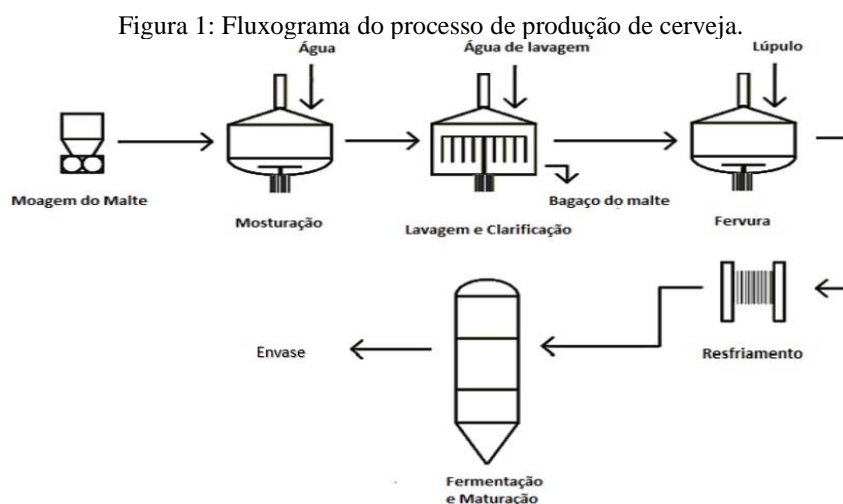 Figura 1: Fluxograma do processo de produção de cerveja.
Água
Água de lavagem
Lúpulo
Moagem do Malte
Mosturação
Lavagem e Clarificação
Bagaço do malte
Fervura
Resfriamento
Envase
Fermentação
e Maturação